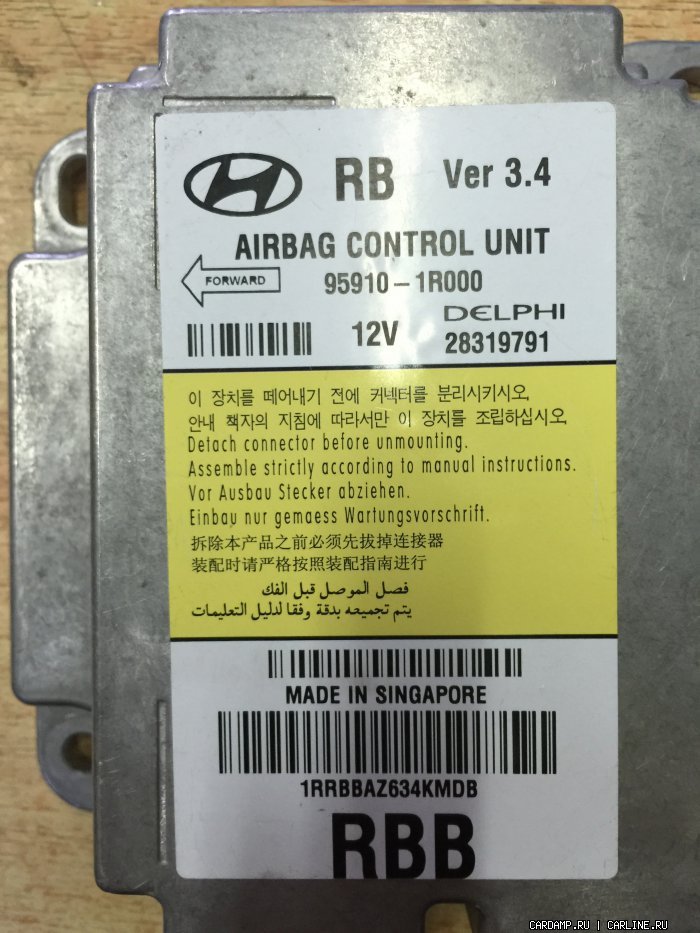 RB Ver 3.4
AIRBAG CONTROL UNIT
FORWARD
95910-1R000
12V
DELPHI
28319791
이 장치를 떼어내기 전에 커넥터를 분리시키시오.
안내 책자의 지침에 따라서만 이 장치를 조립하십시오.
Detach connector before unmounting.
Assemble strictly according to manual instructions.
Vor Ausbau Stecker abziehen.
Einbau nur gemaess Wartungsvorschrift.
拆除本产品之前必须先拔掉连接器
装配时请严格按照装配指南进行
فصل الموصل قبل الفك
يتم تجميعه بدقة وفقا لدليل التعليمات
MADE IN SINGAPORE
1RRBBAZ634KMDB
RBB
CARDAMP.RU | CARLINE.RU